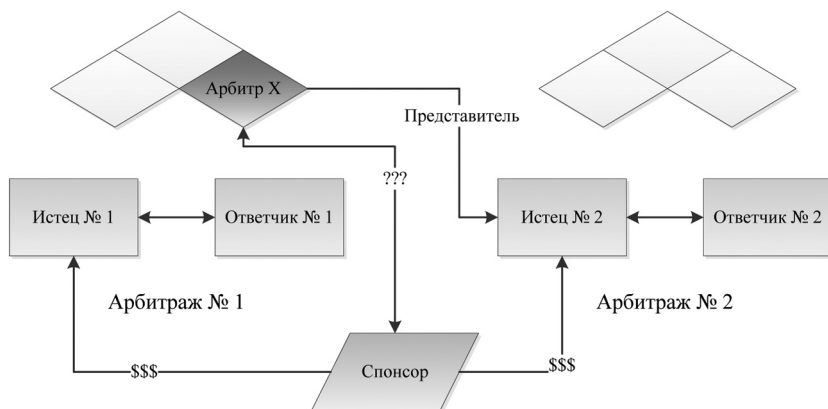 Арбитр X
Представитель
???
Истец № 1
Ответчик № 1
Истец № 2
Ответчик № 2
Арбитраж № 1
Арбитраж № 2
$$$
Спонсор
$$$